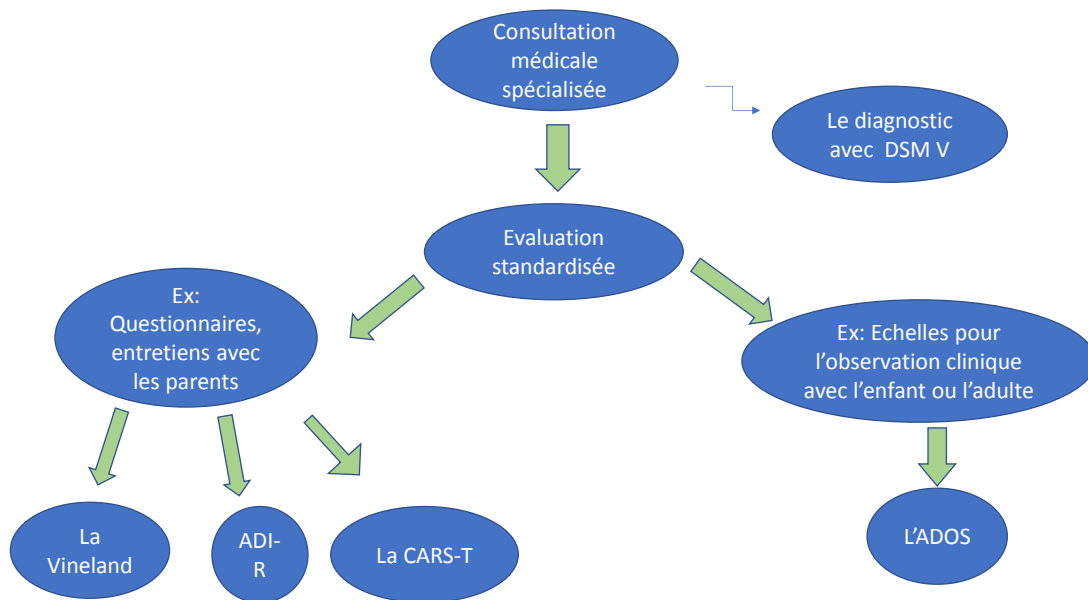 Consultation
médicale
spécialisée
Le diagnostic
avec  DSM V
Evaluation
standardisée
Ex:
Questionnaires,
entretiens avec
les parents
Ex: Echelles pour
l’observation clinique
avec l’enfant ou l’adulte
La
Vineland
ADI-
R
La CARS-T
L’ADOS